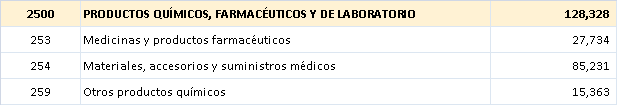 2500 PRODUCTOS QUÍMICOS, FARMACÉUTICOS Y DE LABORATORIO 128,328
253 Medicinas y productos farmacéuticos 27,734
254 Materiales, accesorios y suministros médicos 85,231
259 Otros productos químicos 15,363